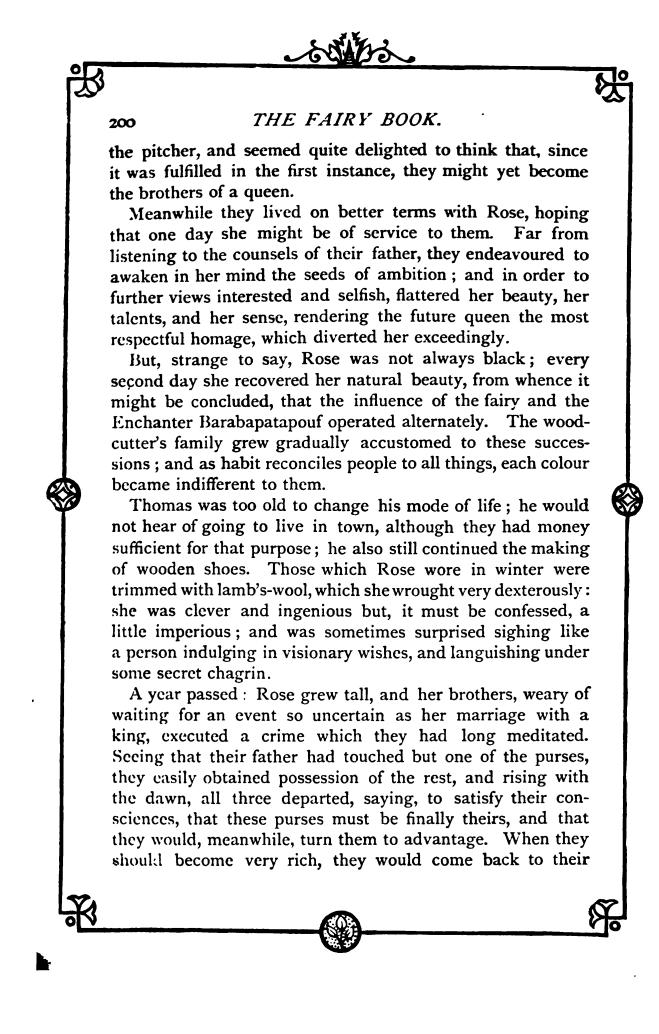 200 THE FAIRY BOOK.
the pitcher, and seemed quite delighted to think that, since
it was fulfilled in the first instance, they might yet become
the brothers of a queen.
Meanwhile they lived on better terms with Rose, hoping
that one day she might be of service to them. Far from
listening to the counsels of their father, they endeavoured to
awaken in her mind the seeds of ambition ; and in order to
further views interested and selfish, flattered her beauty, her
talents, and her sense, rendering the future queen the most
respectful homage, which diverted her exceedingly.
But, strange to say, Rose was not always black ; every
second day she recovered her natural beauty, from whence it
might be concluded, that the influence of the fairy and the
Enchanter Barabapatapouf operated alternately. The wood-
cutter's family grew gradually accustomed to these succes-
sions ; and as habit reconciles people to all things, each colour
became indifferent to them.
Thomas was too old to change his mode of life ; he would
not hear of going to live in town, although they had money
sufficient for that purpose ; he also still continued the making
of wooden shoes. Those which Rose wore in winter were
trimmed with lamb's-wool, which she wrought very dexterously :
she was clever and ingenious but, it must be confessed, a
little imperious ; and was sometimes surprised sighing like
a person indulging in visionary wishes, and languishing under
some secret chagrin.
A year passed : Rose grew tall, and her brothers, weary of
waiting for an event so uncertain as her marriage with a
king, executed a crime which they had long meditated.
Seeing that their father had touched but one of the purses,
they easily obtained possession of the rest, and rising with
the dawn, all three departed, saying, to satisfy their con-
sciences, that these purses must be finally theirs, and that
they would, meanwhile, turn them to advantage. When they
should become very rich, they would come back to their